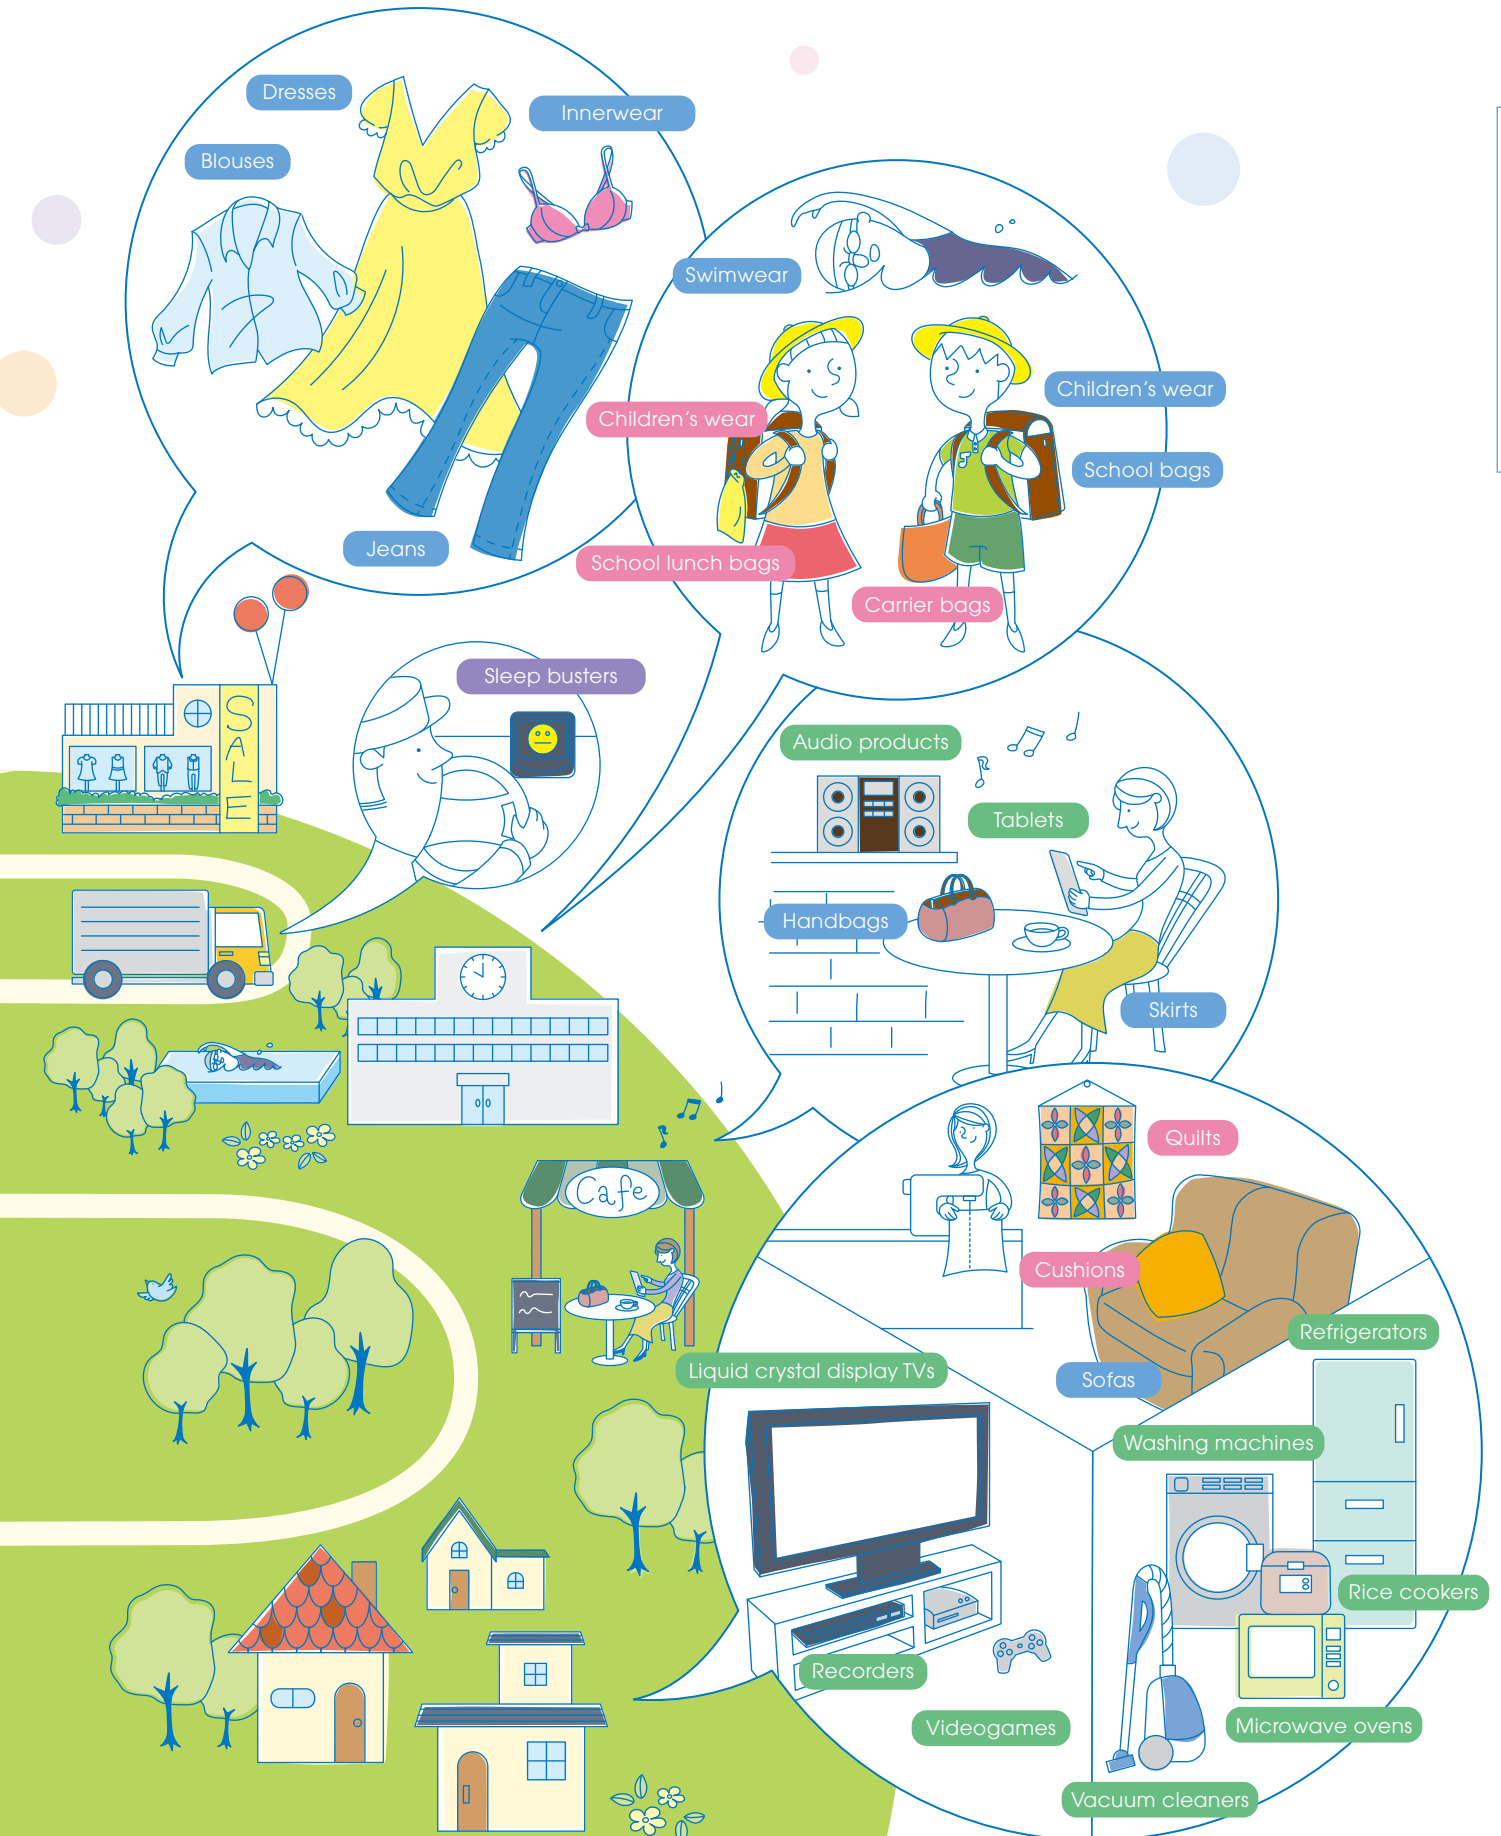 Dresses
Innerwear
Blouses
Swimwear
Children's wear
Children's wear
School bags
Jeans
School lunch bags
Carrier bags
Sleep busters
SALE
Audio products
Tablets
Handbags
Skirts
Quilts
Cafe
Cushions
Refrigerators
Liquid crystal display TVs
Sofas
Washing machines
Rice cookers
Recorders
Videogames
Microwave ovens
Vacuum cleaners